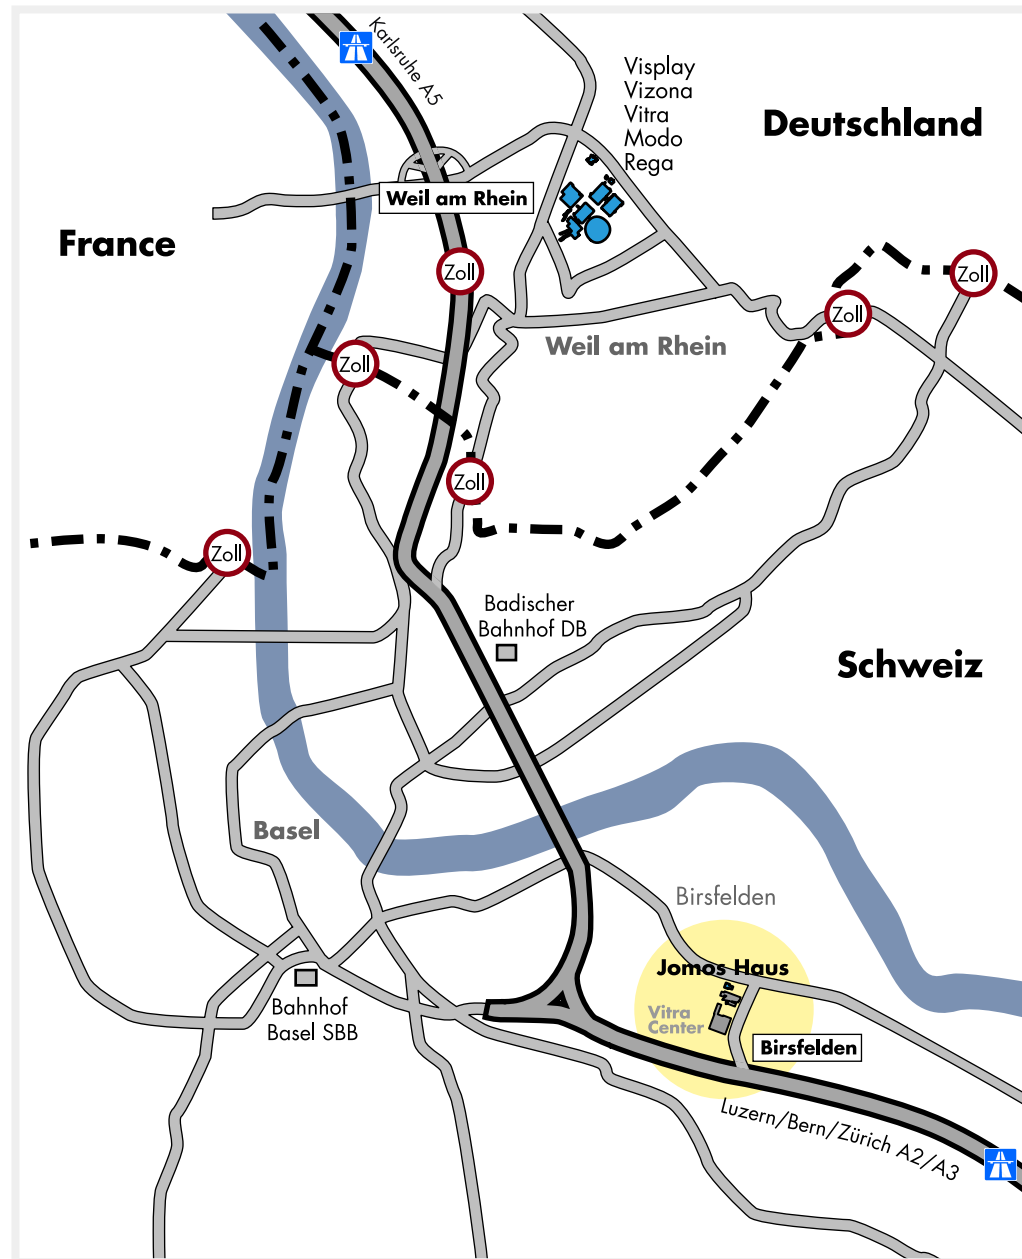 Karlsruhe A5
Visplay
Vizona
Vitra
Modo
Rega
Deutschland
Weil am Rhein
France
Zoll
Zoll
Zoll
Weil am Rhein
Zoll
Zoll
Zoll
Badischer
Bahnhof DB
Schweiz
Basel
Birsfelden
Jomos Haus
Vitra
Center
Bahnhof
Basel SBB
Birsfelden
Luzern/Bern/Zürich A2/A3